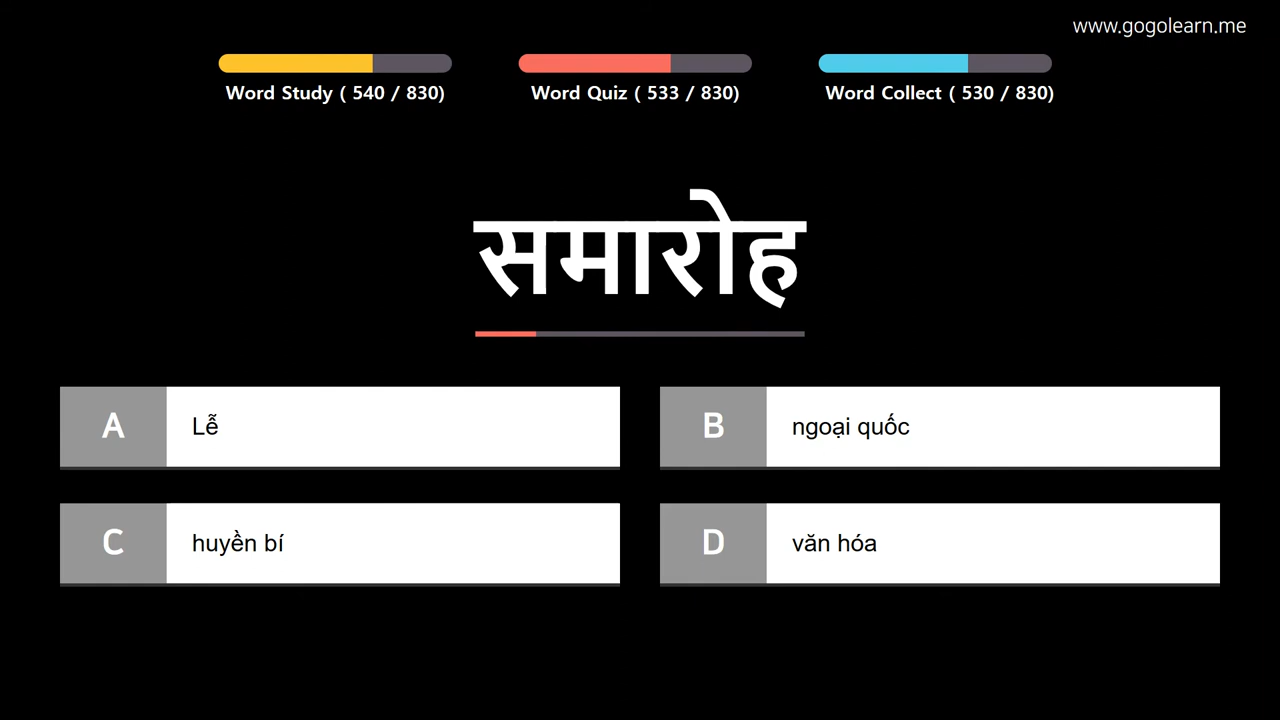 www.gogolearn.me
Word Study ( 540 / 830)
Word Quiz ( 533 / 830)
Word Collect ( 530 / 830)
समारोह
A
Lễ
B
ngoại quốc
C
huyền bí
D
văn hóa